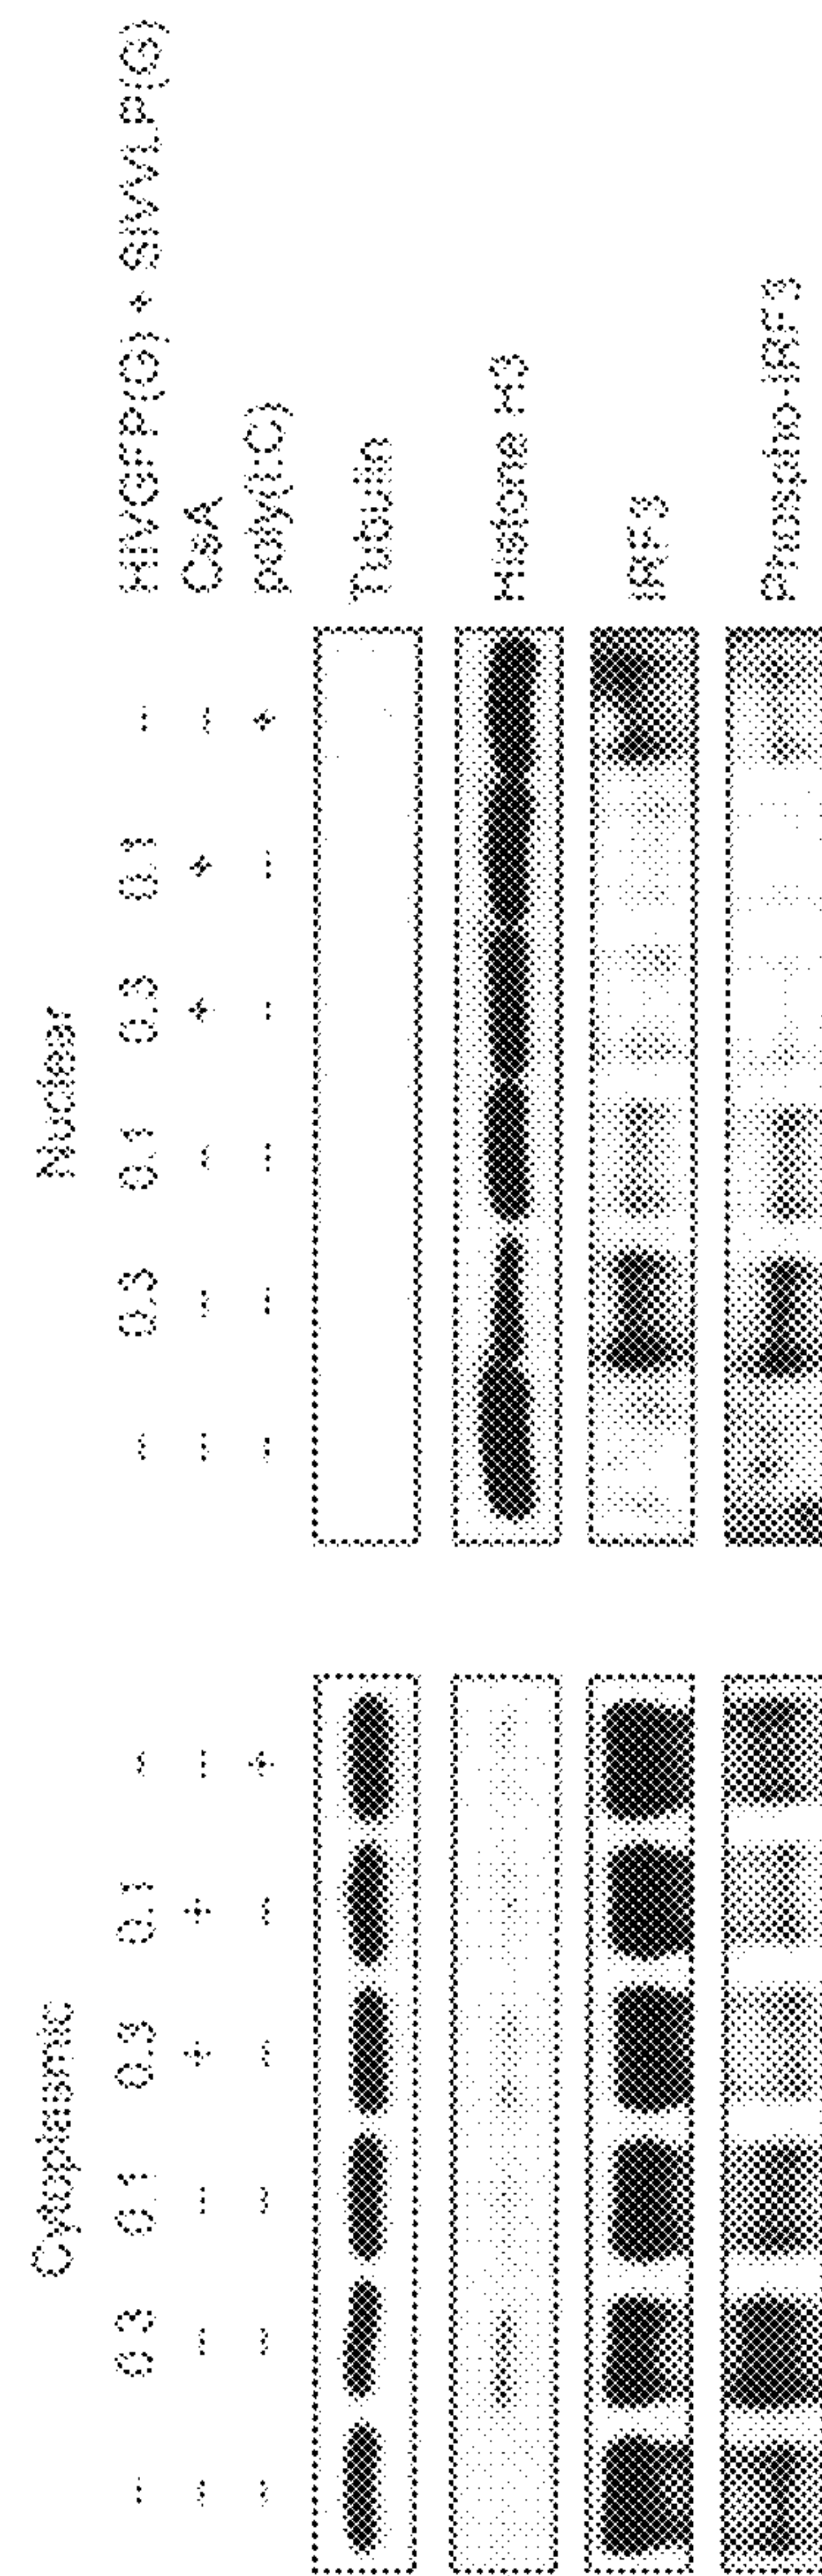 Cytoplasmic Nuclear
- 0.3 0.1 0.3 0.1 - - 0.3 0.1 0.3 0.1 - HIVGFP(G) + SIVVLP(G)
- - - + + - - - - + + - CsA
- - - - - + - - - - - + poly(I:C)
Tubulin
Histone H3
IRF3
Phospho-IRF3